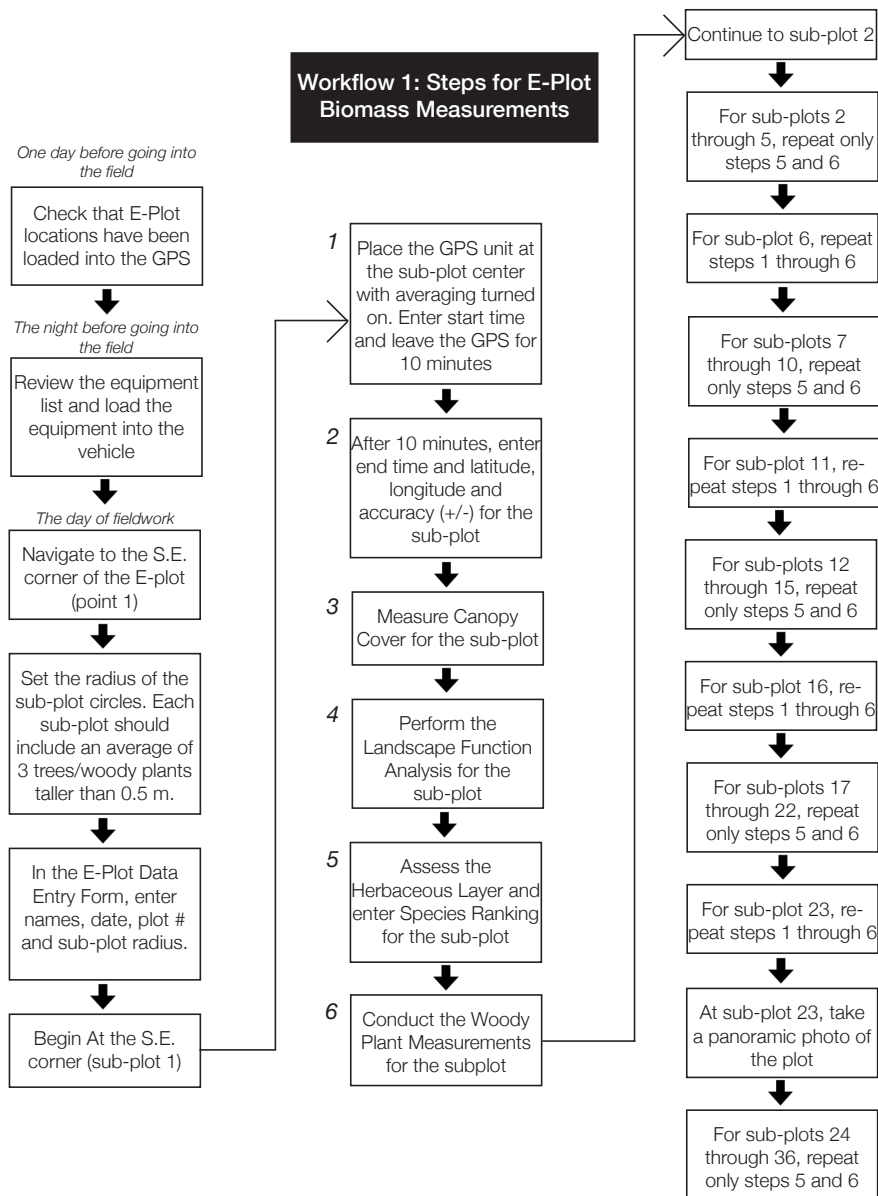 Workflow 1: Steps for E-Plot
Biomass Measurements
One day before going into
the field
Check that E-Plot
locations have been
loaded into the GPS
The night before going into
the field
Review the equipment
list and load the
equipment into the
vehicle
The day of fieldwork
Navigate to the S.E.
corner of the E-plot
(point 1)
Set the radius of the
sub-plot circles. Each
sub-plot should
include an average of
3 trees/woody plants
taller than 0.5 m.
In the E-Plot Data
Entry Form, enter
names, date, plot #
and sub-plot radius.
Begin At the S.E.
corner (sub-plot 1)
1
Place the GPS unit at
the sub-plot center
with averaging turned
on. Enter start time
and leave the GPS for
10 minutes
2
After 10 minutes, enter
end time and latitude,
longitude and
accuracy (+/-) for the
sub-plot
3
Measure Canopy
Cover for the sub-plot
4
Perform the
Landscape Function
Analysis for the
sub-plot
5
Assess the
Herbaceous Layer and
enter Species Ranking
for the sub-plot
6
Conduct the Woody
Plant Measurements
for the subplot
Continue to sub-plot 2
For sub-plots 2
through 5, repeat only
steps 5 and 6
For sub-plot 6, repeat
steps 1 through 6
For sub-plots 7
through 10, repeat
only steps 5 and 6
For sub-plot 11, re-
peat steps 1 through 6
For sub-plots 12
through 15, repeat
only steps 5 and 6
For sub-plot 16, re-
peat steps 1 through 6
For sub-plots 17
through 22, repeat
only steps 5 and 6
For sub-plot 23, re-
peat steps 1 through 6
At sub-plot 23, take
a panoramic photo of
the plot
For sub-plots 24
through 36, repeat
only steps 5 and 6